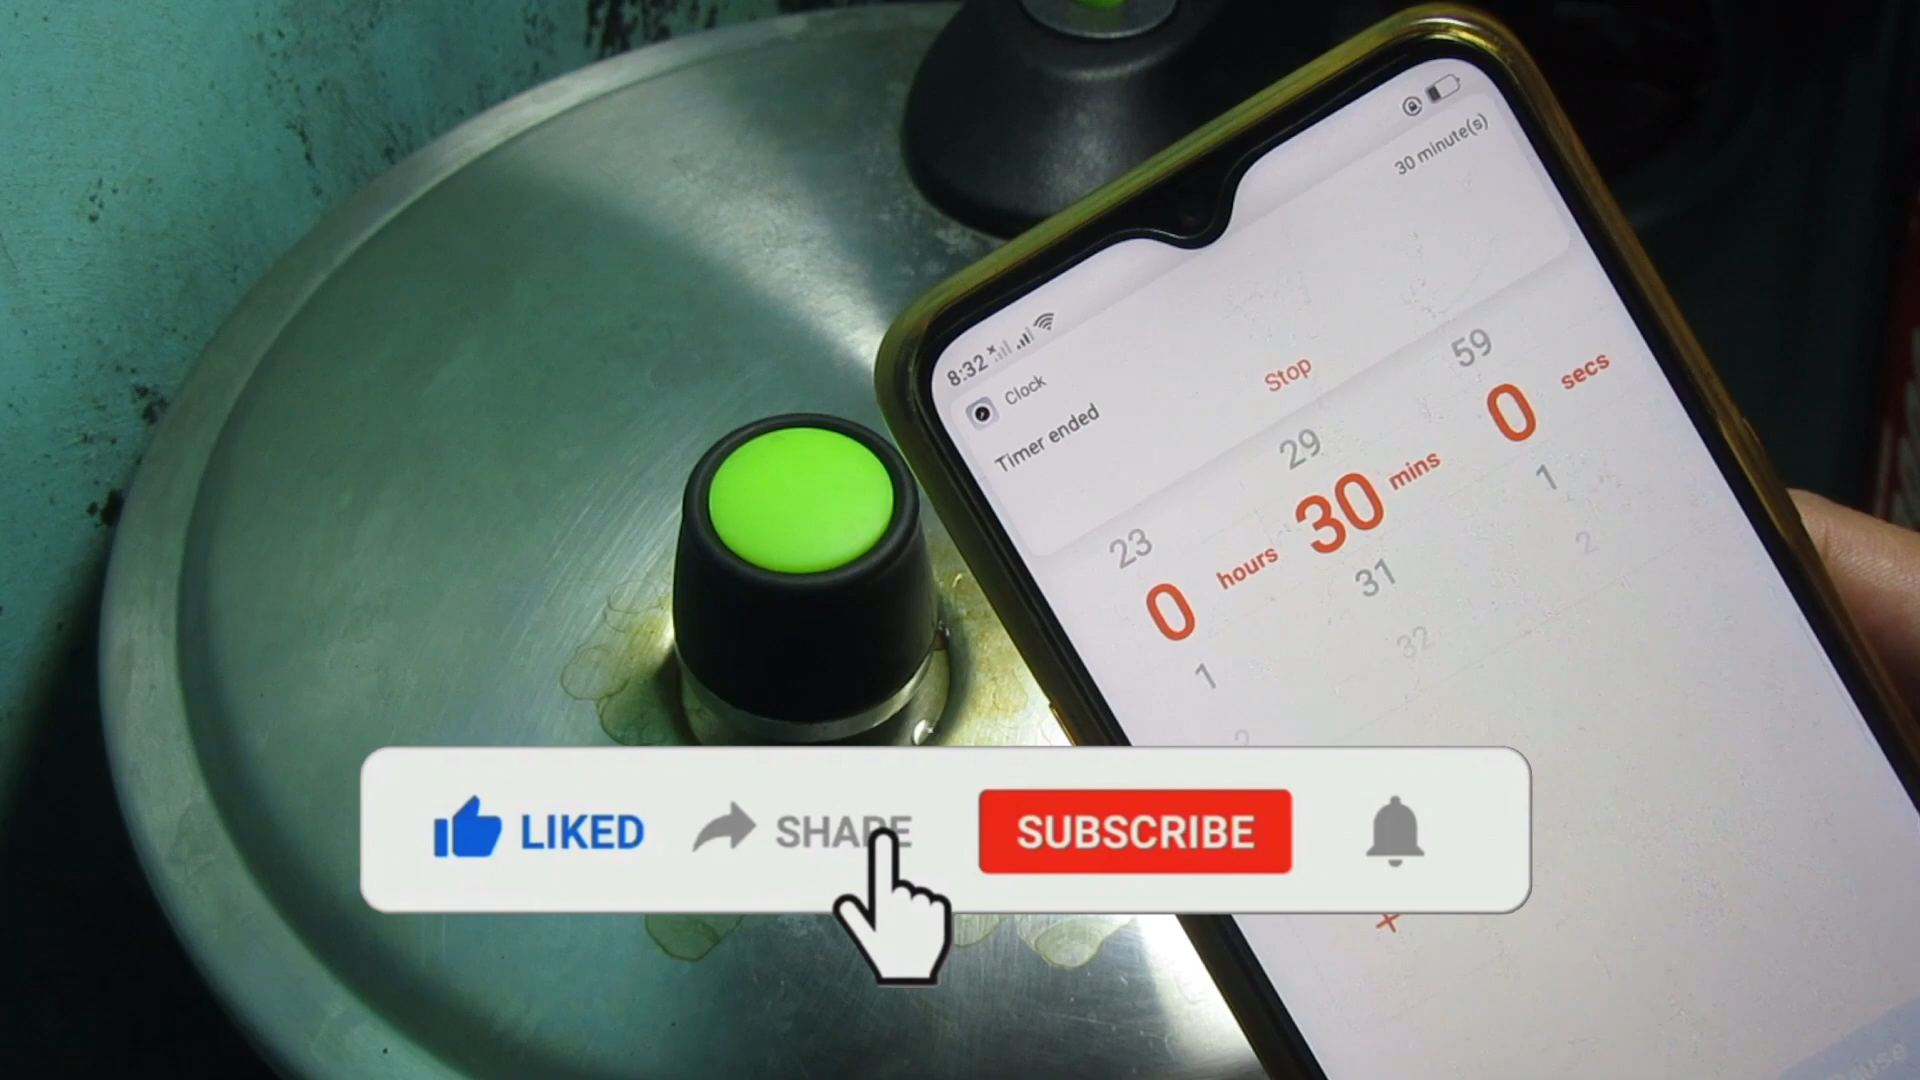 30 minute(s)
8:32
Clock
Timer ended
Stop
23 29 59
0 hours 30 mins 0 secs
1 31 1
2 32 2
+
LIKED SHARE SUBSCRIBE